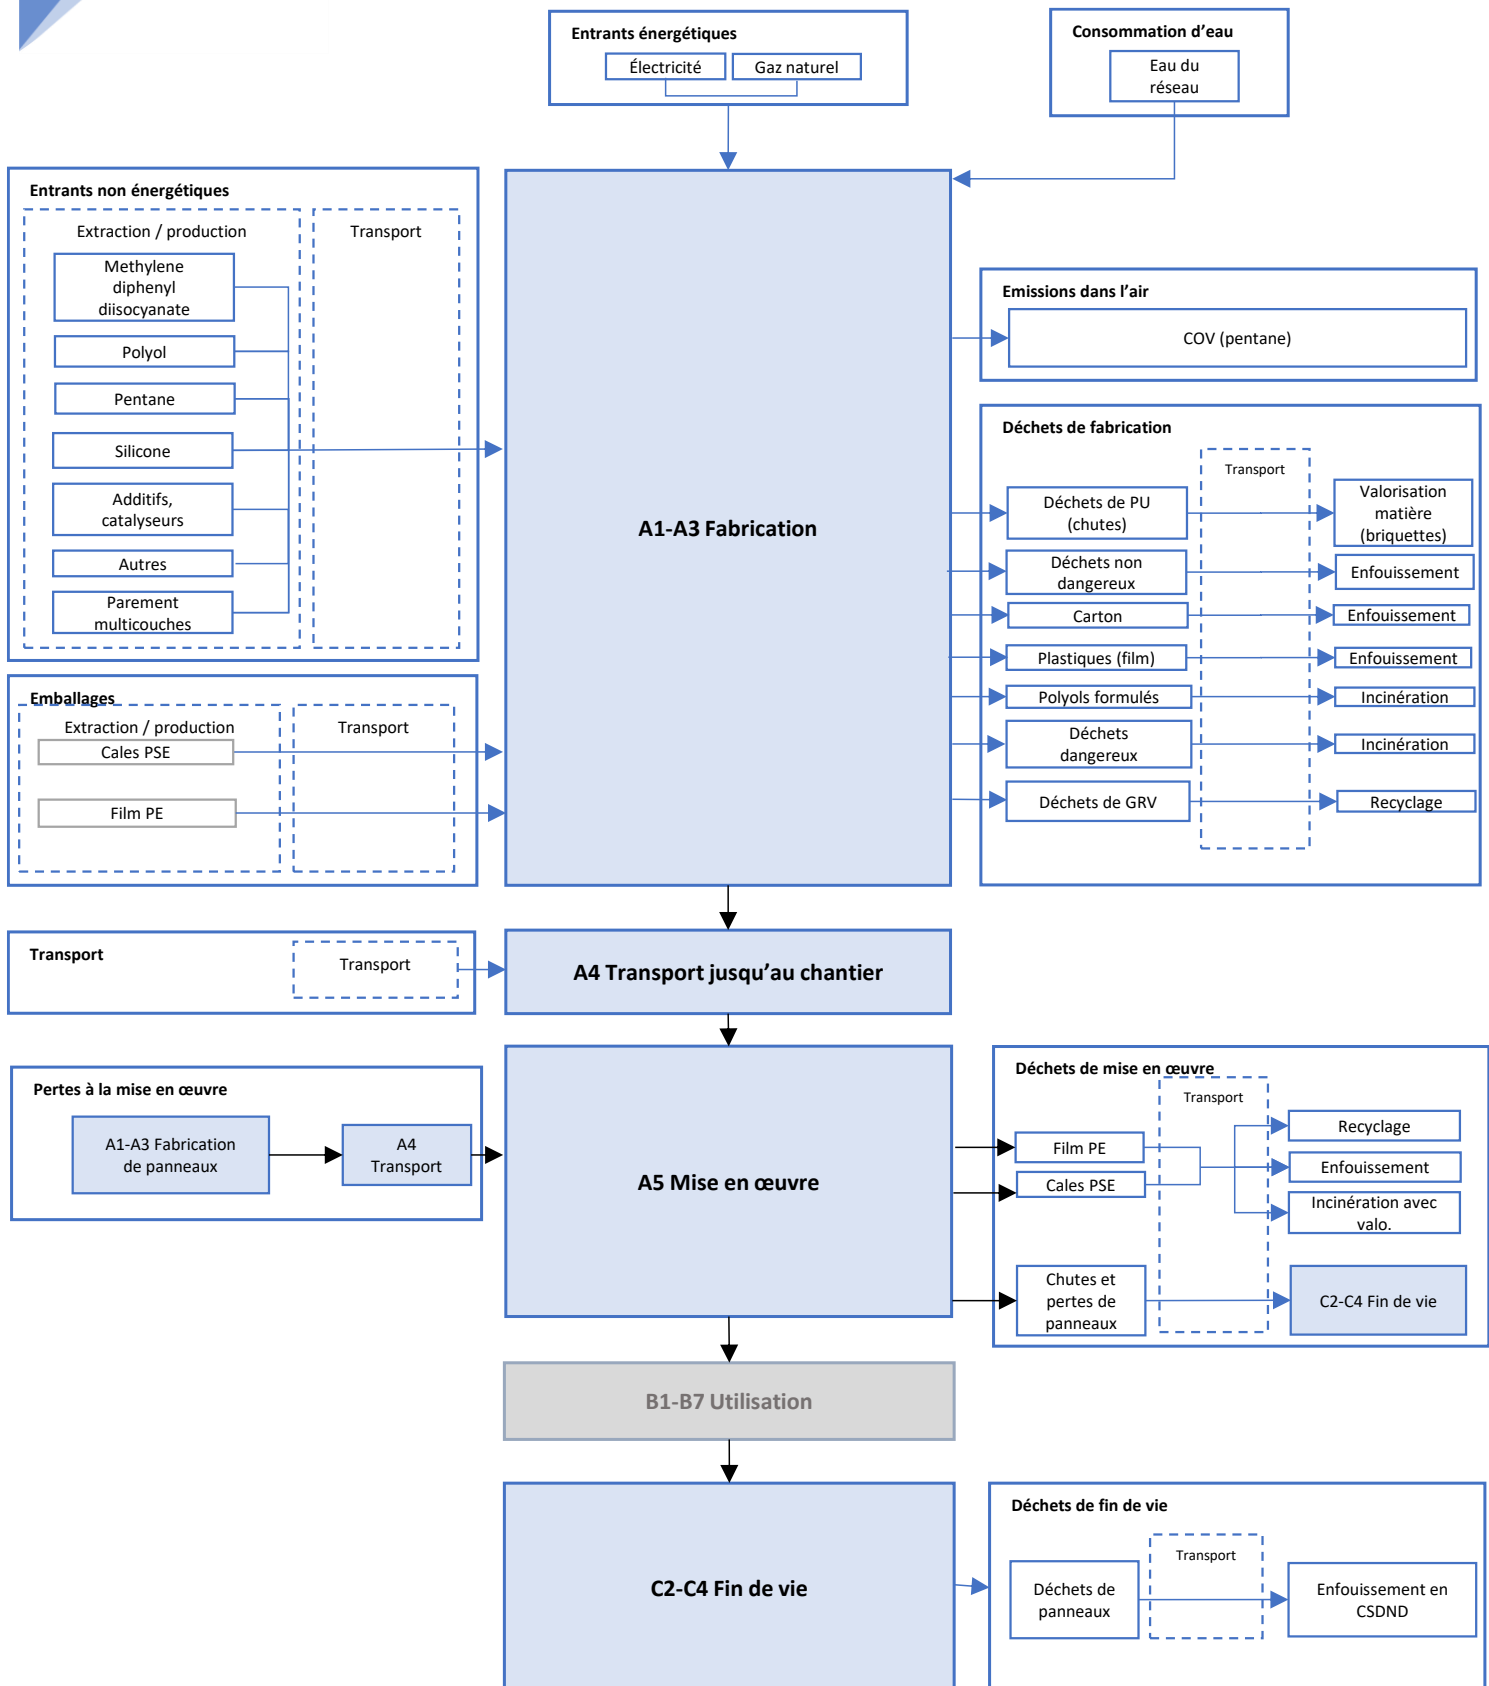 Entrants énergétiques
Électricité
Gaz naturel
Consommation d'eau
Eau du
réseau
Entrants non énergétiques
Extraction / production
Transport
Methylene
diphenyl
diisocyanate
Polyol
Pentane
Silicone
Additifs,
catalyseurs
Autres
Parement
multicouches
Emballages
Extraction / production
Transport
Cales PSE
Film PE
A1-A3 Fabrication
Emissions dans l'air
COV (pentane)
Déchets de fabrication
Transport
Déchets de PU
(chutes)
Valorisation
matière
(briquettes)
Déchets non
dangereux
Enfouissement
Carton
Enfouissement
Plastiques (film)
Enfouissement
Polyols formulés
Incinération
Déchets
dangereux
Incinération
Déchets de GRV
Recyclage
Transport
Transport
A4 Transport jusqu'au chantier
Pertes à la mise en œuvre
A1-A3 Fabrication
de panneaux
A4
Transport
A5 Mise en œuvre
Déchets de mise en œuvre
Transport
Film PE
Cales PSE
Recyclage
Enfouissement
Incinération avec
valo.
Chutes et
pertes de
panneaux
C2-C4 Fin de vie
B1-B7 Utilisation
C2-C4 Fin de vie
Déchets de fin de vie
Transport
Déchets de
panneaux
Enfouissement en
CSDND